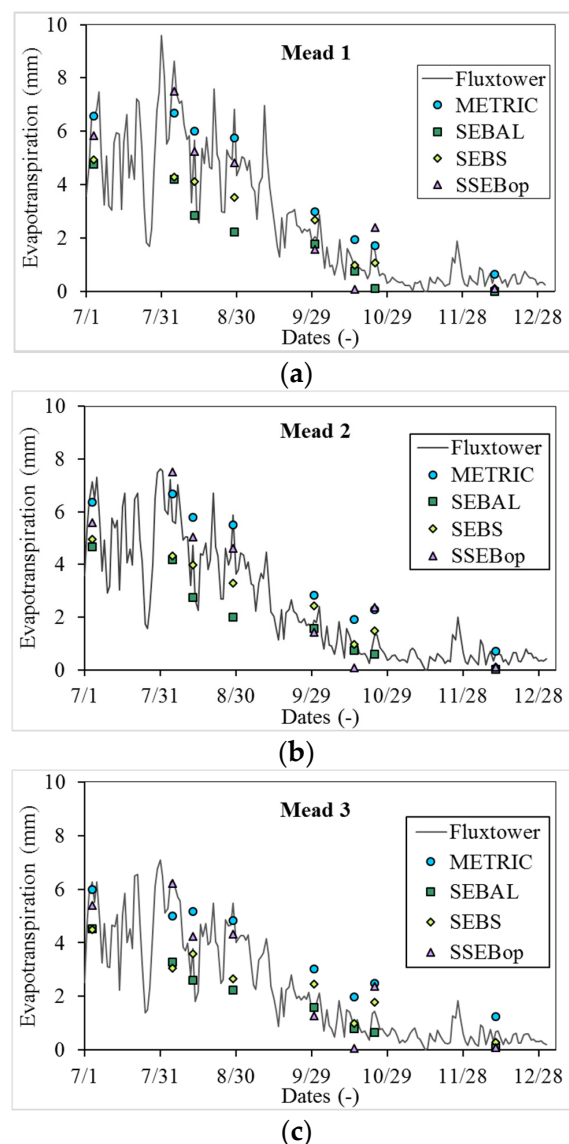 10
Mead 1
8
Fluxtower
METRIC
6
SEBAL
SEBS
4
SSEBop
2
0
Evapotranspiration (mm)
7/1 7/31 8/30 9/29 10/29 11/28 12/28
Dates (-)
(a)
10
Mead 2
8
Fluxtower
METRIC
6
SEBAL
SEBS
4
SSEBop
2
0
Evapotranspiration (mm)
7/1 7/31 8/30 9/29 10/29 11/28 12/28
Dates (-)
(b)
10
Mead 3
8
Fluxtower
METRIC
6
SEBAL
SEBS
4
SSEBop
2
0
Evapotranspiration (mm)
7/1 7/31 8/30 9/29 10/29 11/28 12/28
Dates (-)
(c)